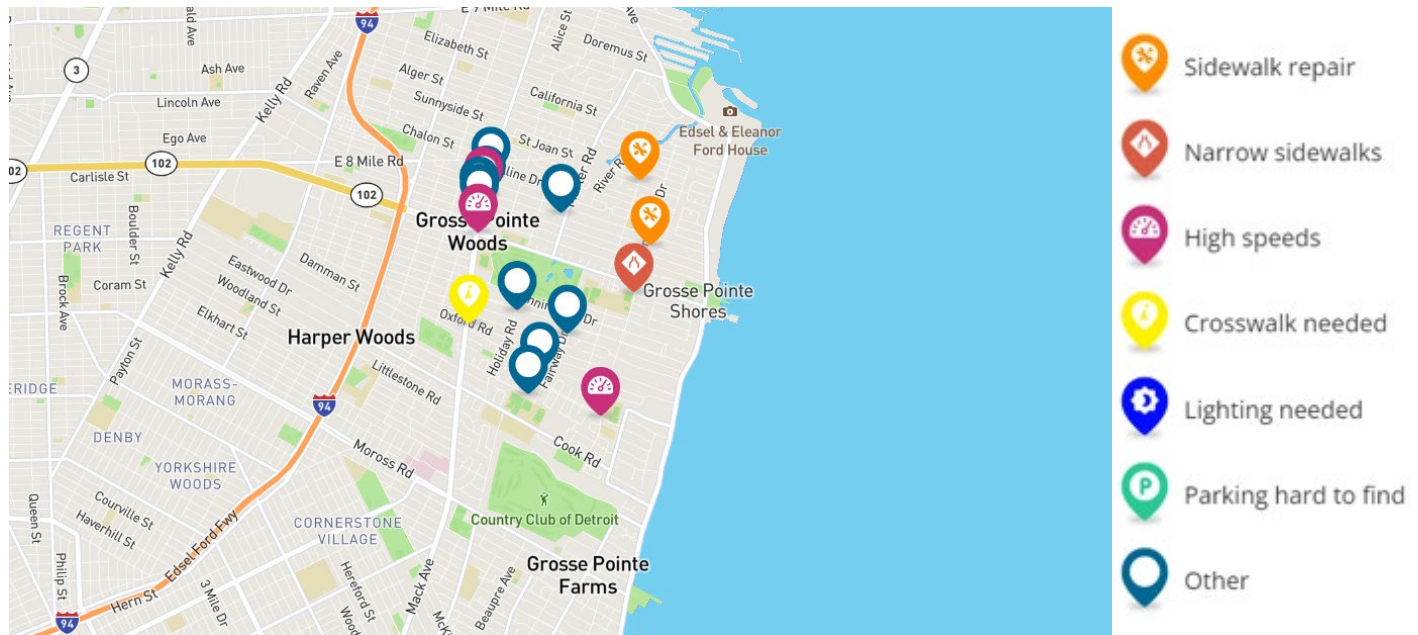 E 9 Mile Rd
94
Alice St
Elizabeth St
Doremus St
3
Ash Ave
Raven Ave
Alger St
Kelly Rd
Lincoln Ave
Sunnyside St
California St
Edsel & Eleanor
Ford House
Ego Ave
Chalon St
St Joan St
E 8 Mile Rd
102
102
Carlisle St
102
Grosse Pointe
Woods
REGENT
PARK
Boulder St
Kelly Rd
Eastwood Dr
Woodland St
Damman St
Brock Ave
Coram St
Elkhart St
Grosse Pointe
Shores
Oxford Rd
Holiday Rd
Fairway Dr
Harper Woods
Payton St
Littlestone Rd
MORASS-
MORANG
94
DENBY
Moross Rd
Cook Rd
YORKSHIRE
WOODS
Courville St
Haverhill St
Queen St
Edsel Ford Fwy
CORNERSTONE
VILLAGE
Country Club of Detroit
Grosse Pointe
Farms
Philip St
Hern St
3 Mile Dr
Hereford St
Mack Ave
Beaupre Ave
94
Sidewalk repair
Narrow sidewalks
High speeds
Crosswalk needed
Lighting needed
P
Parking hard to find
Other